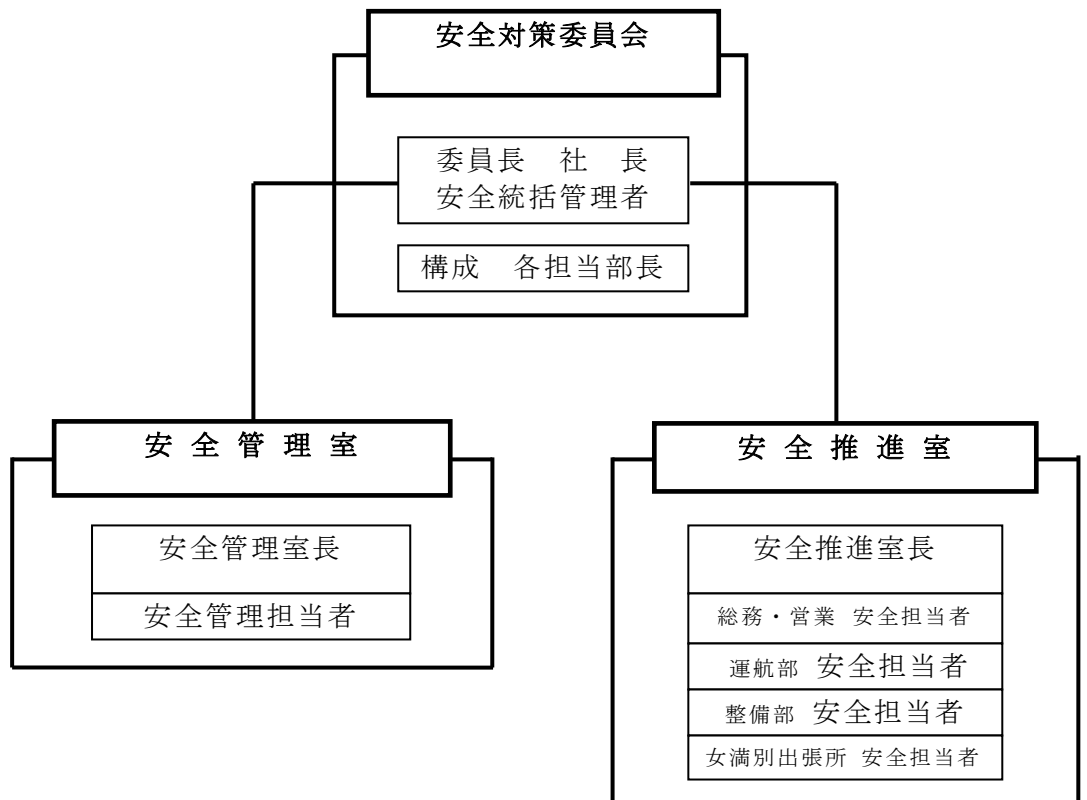 安全対策委員会
委員長 社 長
安全統括管理者
構成 各担当部長
安 全 管 理 室
安全管理室長
安全管理担当者
安 全 推 進 室
安全推進室長
総務・営業 安全担当者
運航部 安全担当者
整備部 安全担当者
女満別出張所 安全担当者